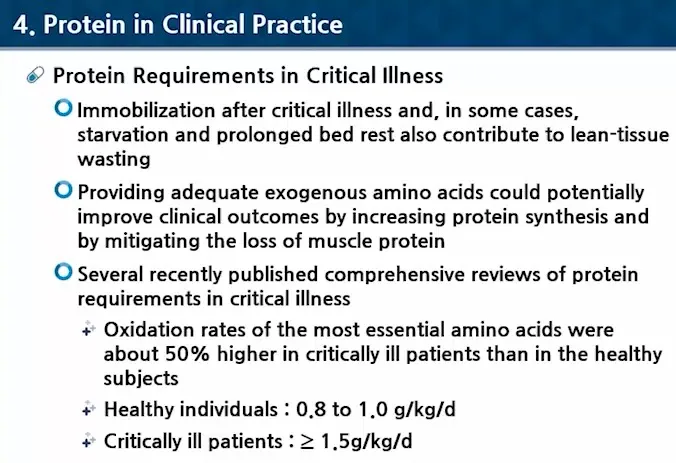 4. Protein in Clinical Practice
Protein Requirements in Critical Illness
Immobilization after critical illness and, in some cases,
starvation and prolonged bed rest also contribute to lean-tissue
wasting
Providing adequate exogenous amino acids could potentially
improve clinical outcomes by increasing protein synthesis and
by mitigating the loss of muscle protein
Several recently published comprehensive reviews of protein
requirements in critical illness
Oxidation rates of the most essential amino acids were
about 50% higher in critically ill patients than in the healthy
subjects
Healthy individuals : 0.8 to 1.0 g/kg/d
Critically ill patients : ≥ 1.5g/kg/d